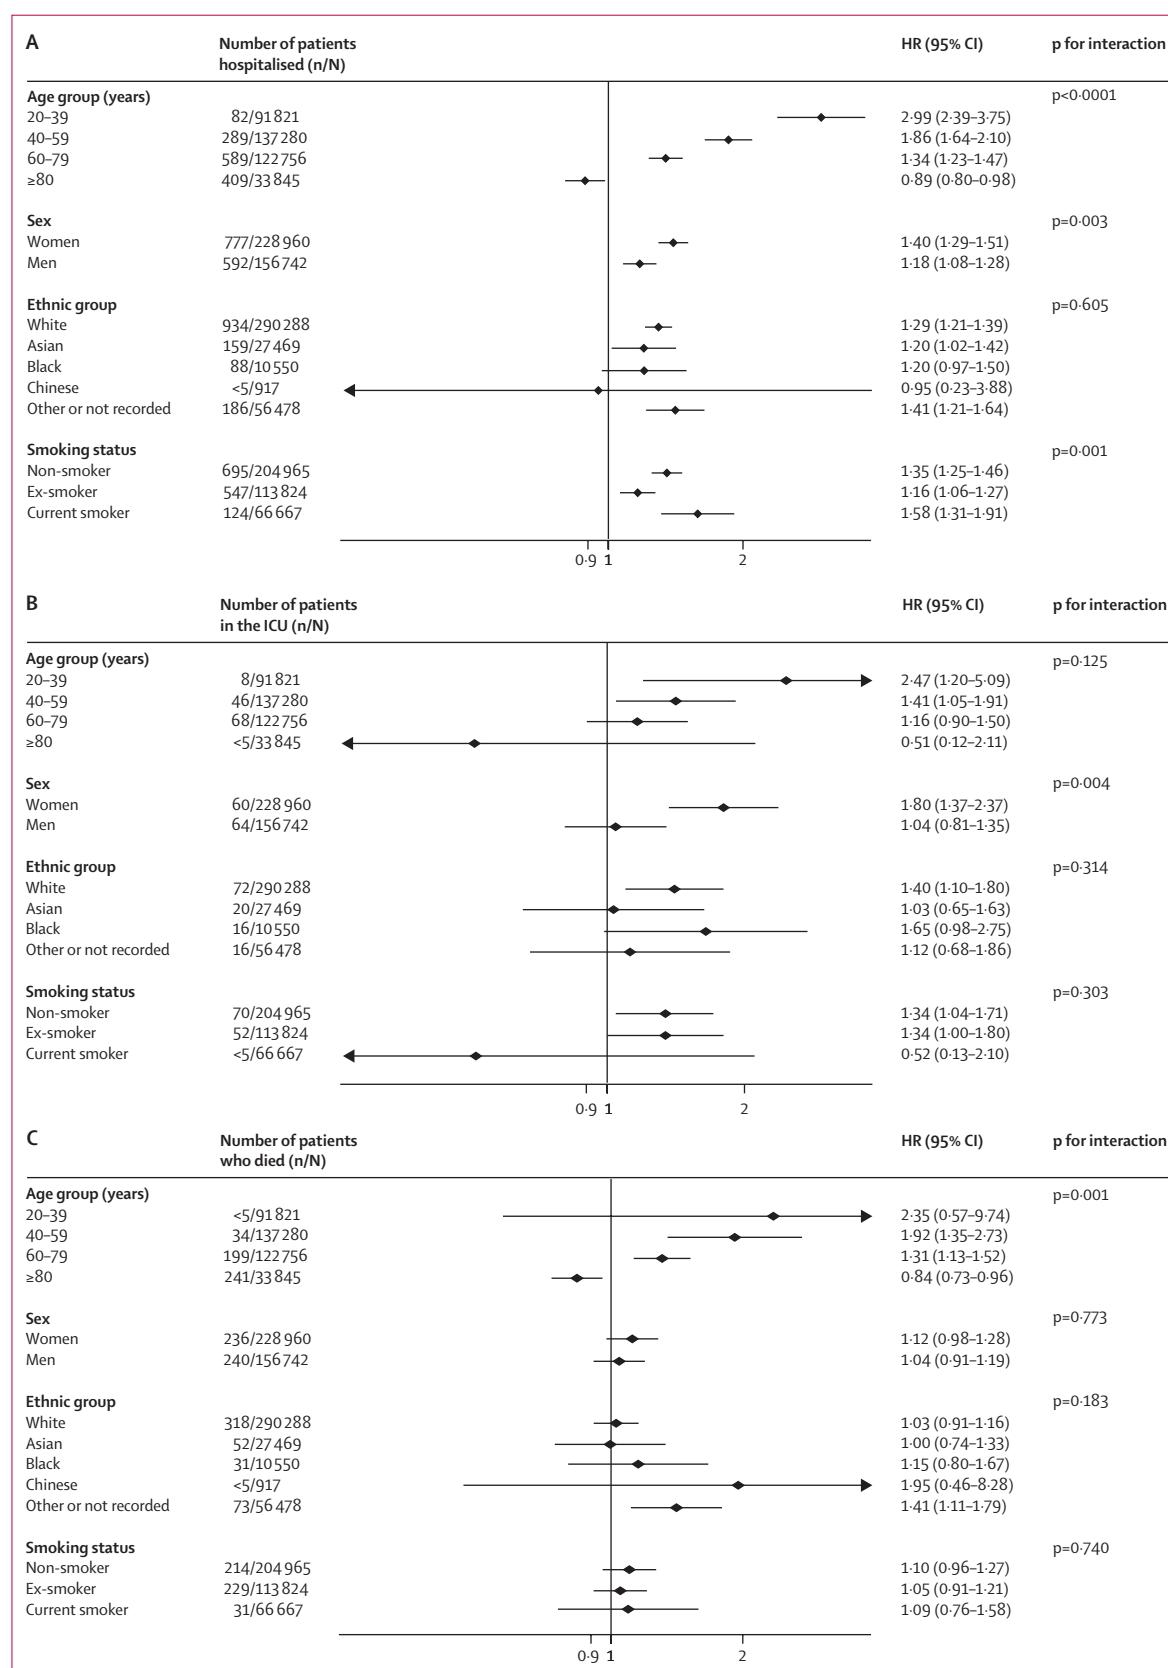 A Number of patients hospitalised (n/N) HR (95% CI) p for interaction
Age group (years) p<0·0001
20–39 82/91 821 2·99 (2·39–3·75)
40–59 289/137 280 1·86 (1·64–2·10)
60–79 589/122 756 1·34 (1·23–1·47)
≥80 409/33 845 0·89 (0·80–0·98)
Sex p=0·003
Women 777/228 960 1·40 (1·29–1·51)
Men 592/156 742 1·18 (1·08–1·28)
Ethnic group p=0·605
White 934/290 288 1·29 (1·21–1·39)
Asian 159/27 469 1·20 (1·02–1·42)
Black 88/10 550 1·20 (0·97–1·50)
Chinese <5/917 0·95 (0·23–3·88)
Other or not recorded 186/56 478 1·41 (1·21–1·64)
Smoking status p=0·001
Non-smoker 695/204 965 1·35 (1·25–1·46)
Ex-smoker 547/113 824 1·16 (1·06–1·27)
Current smoker 124/66 667 1·58 (1·31–1·91)
0·9 1 2
B Number of patients in the ICU (n/N) HR (95% CI) p for interaction
Age group (years) p=0·125
20–39 8/91 821 2·47 (1·20–5·09)
40–59 46/137 280 1·41 (1·05–1·91)
60–79 68/122 756 1·16 (0·90–1·50)
≥80 <5/33 845 0·51 (0·12–2·11)
Sex p=0·004
Women 60/228 960 1·80 (1·37–2·37)
Men 64/156 742 1·04 (0·81–1·35)
Ethnic group p=0·314
White 72/290 288 1·40 (1·10–1·80)
Asian 20/27 469 1·03 (0·65–1·63)
Black 16/10 550 1·65 (0·98–2·75)
Other or not recorded 16/56 478 1·12 (0·68–1·86)
Smoking status p=0·303
Non-smoker 70/204 965 1·34 (1·04–1·71)
Ex-smoker 52/113 824 1·34 (1·00–1·80)
Current smoker <5/66 667 0·52 (0·13–2·10)
0·9 1 2
C Number of patients who died (n/N) HR (95% CI) p for interaction
Age group (years) p=0·001
20–39 <5/91 821 2·35 (0·57–9·74)
40–59 34/137 280 1·92 (1·35–2·73)
60–79 199/122 756 1·31 (1·13–1·52)
≥80 241/33 845 0·84 (0·73–0·96)
Sex p=0·773
Women 236/228 960 1·12 (0·98–1·28)
Men 240/156 742 1·04 (0·91–1·19)
Ethnic group p=0·183
White 318/290 288 1·03 (0·91–1·16)
Asian 52/27 469 1·00 (0·74–1·33)
Black 31/10 550 1·15 (0·80–1·67)
Chinese <5/917 1·95 (0·46–8·28)
Other or not recorded 73/56 478 1·41 (1·11–1·79)
Smoking status p=0·740
Non-smoker 214/204 965 1·10 (0·96–1·27)
Ex-smoker 229/113 824 1·05 (0·91–1·21)
Current smoker 31/66 667 1·09 (0·76–1·58)
0·9 1 2